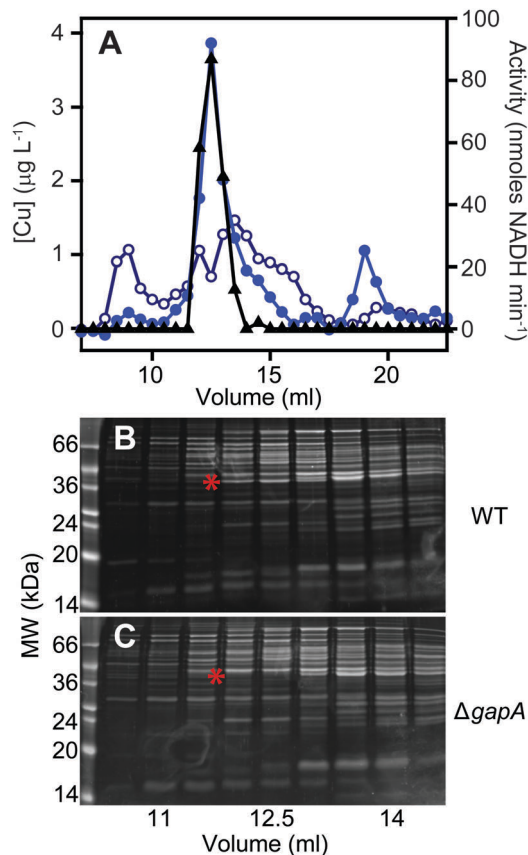 A
4
3
2
1
0
[Cu] (µg L⁻¹)
100
80
60
40
20
0
Activity (nmoles NADH min⁻¹)
10 15 20
Volume (ml)
B
66
36
24
20
14
WT
MW (kDa)
C
66
36
24
20
14
ΔgapA
11 12.5 14
Volume (ml)